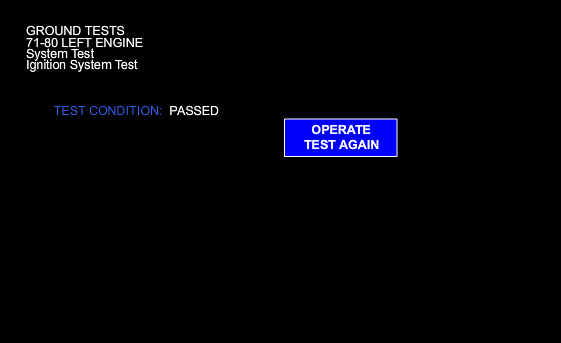 GROUND TESTS
71-80 LEFT ENGINE
System Test
Ignition System Test
TEST CONDITION: PASSED
OPERATE
TEST AGAIN